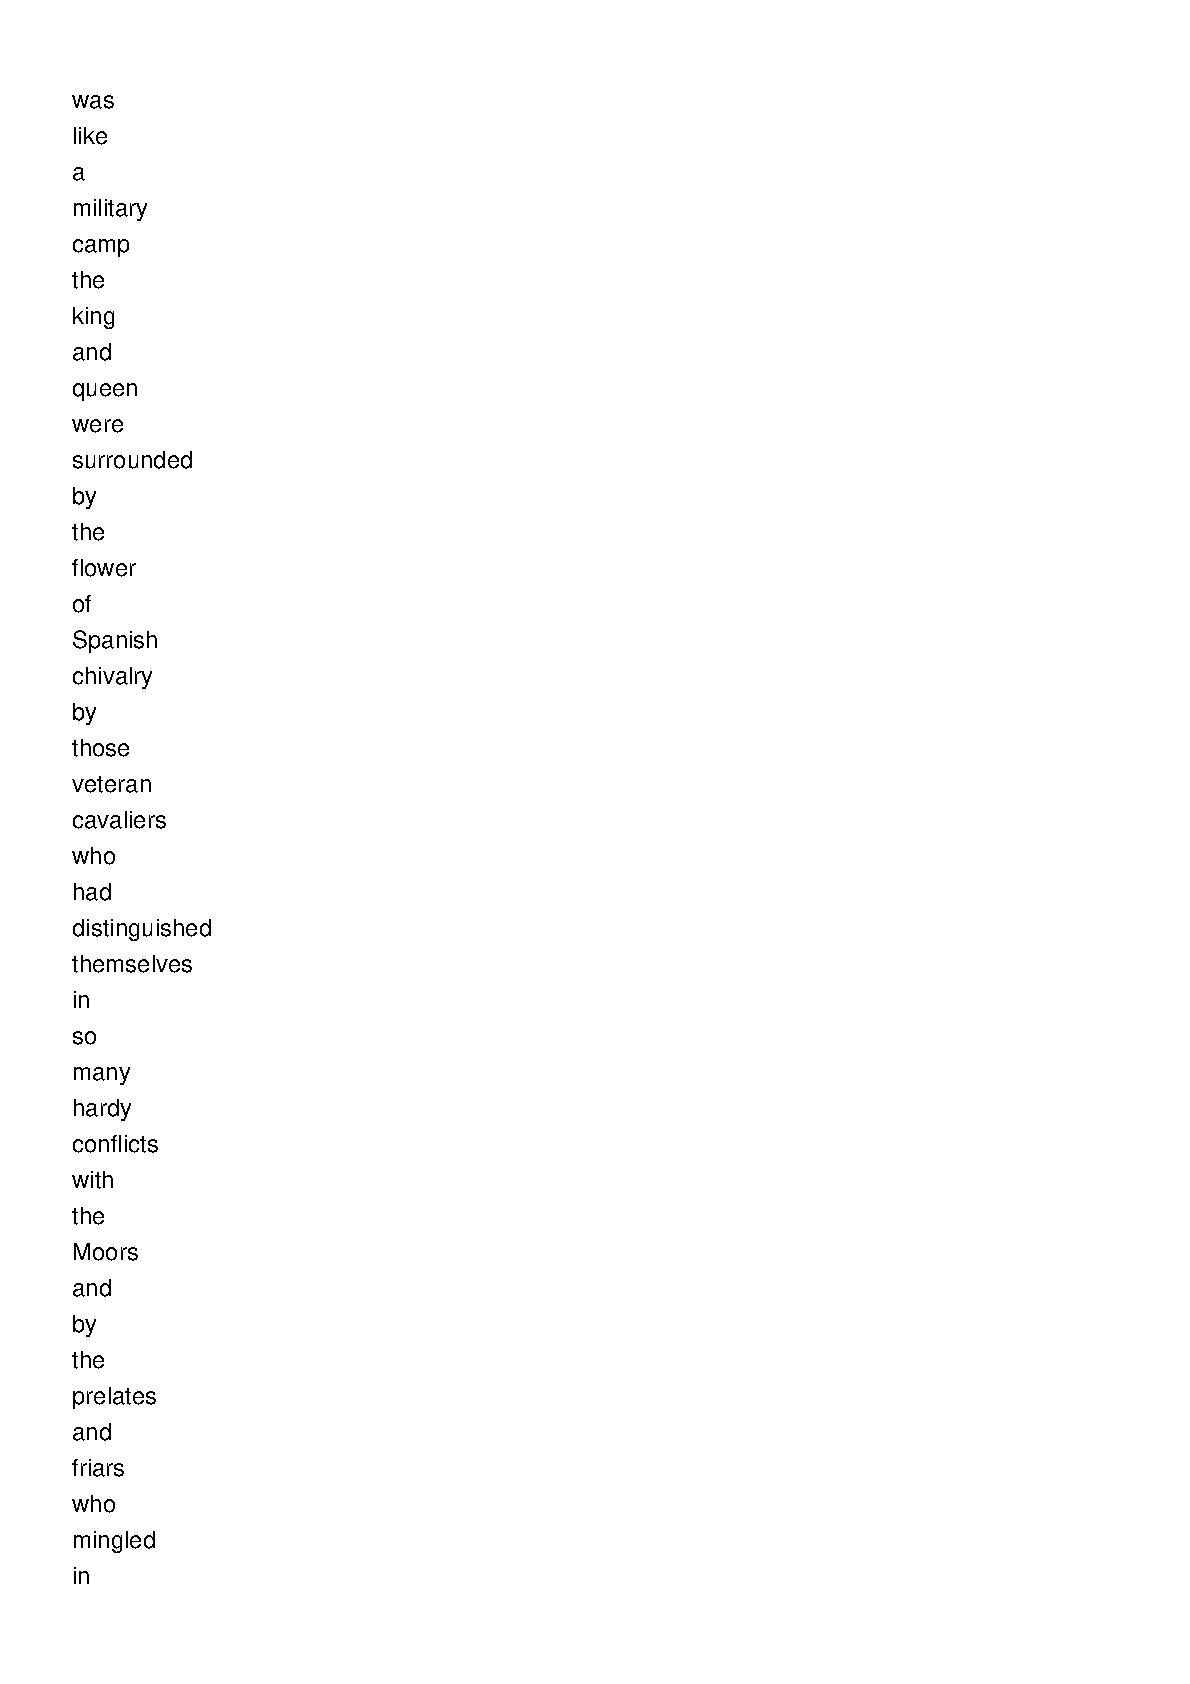 was
like
a
military
camp
the
king
and
queen
were
surrounded
by
the
flower
of
Spanish
chivalry
by
those
veteran
cavaliers
who
had
distinguished
themselves
in
so
many
hardy
conflicts
with
the
Moors
and
by
the
prelates
and
friars
who
mingled
in